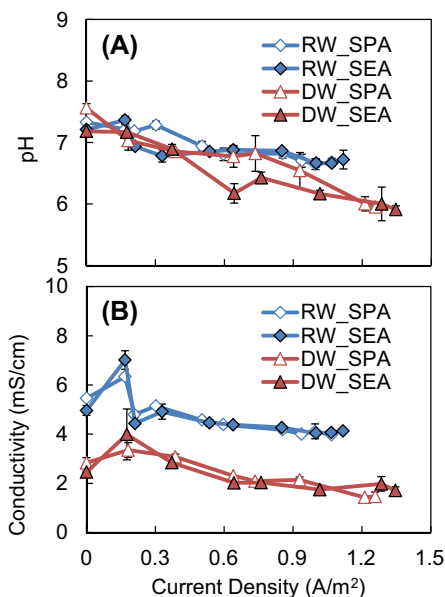 9
8
7
6
5
pH
(A)
RW_SPA
RW_SEA
DW_SPA
DW_SEA
10
8
6
4
2
0
Conductivity (mS/cm)
(B)
RW_SPA
RW_SEA
DW_SPA
DW_SEA
0 0.3 0.6 0.9 1.2 1.5
Current Density (A/m²)